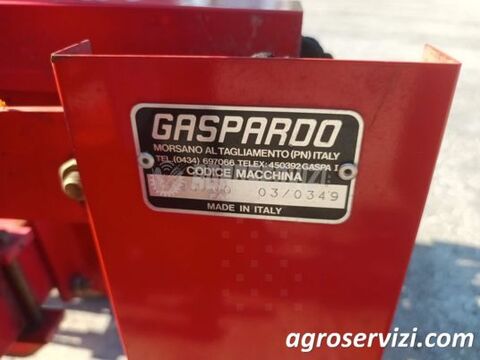 GASPARDO
MORSANO AL TAGLIAMENTO (PN) ITALY
TEL. (0434) 697066 TELEX: 450392 GASPA I
CODICE MACCHINA
03/0349
MADE IN ITALY
agroservizi.com